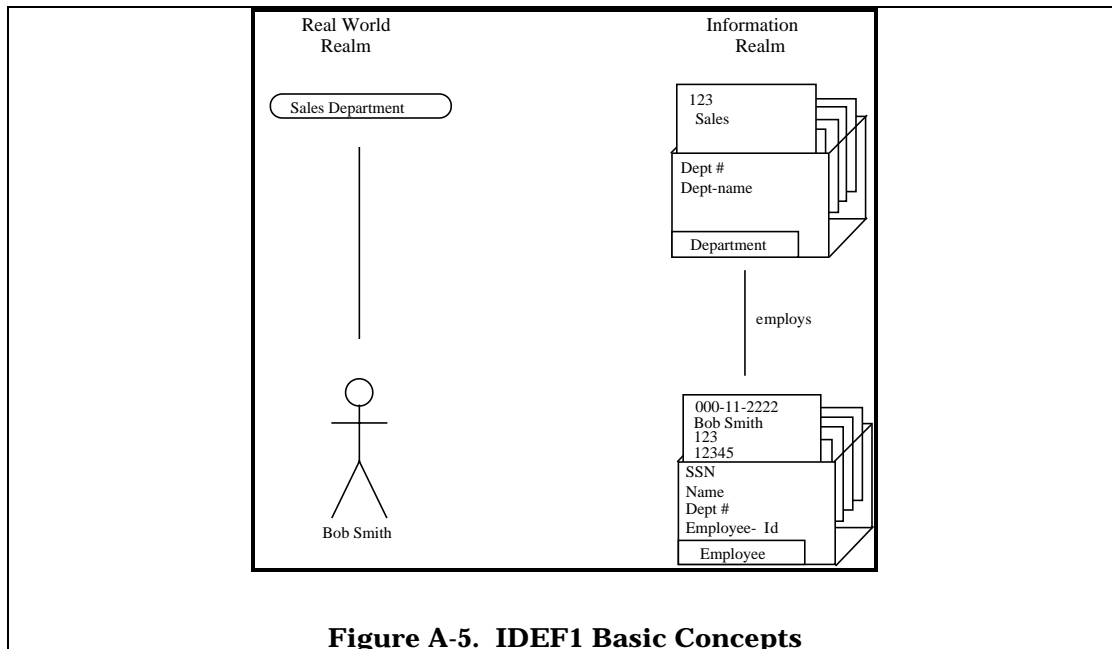 Real World
Realm
Information
Realm
Sales Department
123
Sales
Dept #
Dept-name
Department
employs
000-11-2222
Bob Smith
123
12345
SSN
Name
Dept #
Employee- Id
Employee
Bob Smith
Figure A-5. IDEF1 Basic Concepts